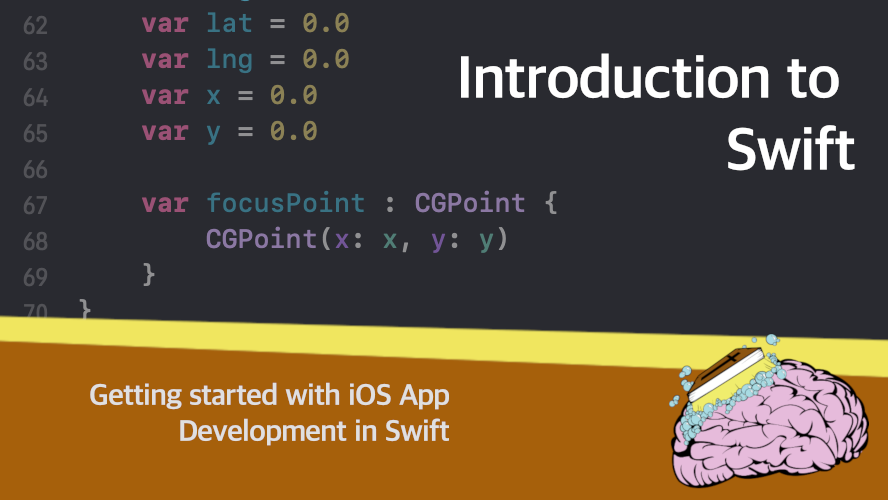 62 var lat = 0.0
63 var lng = 0.0
64 var x = 0.0
65 var y = 0.0
66
67 var focusPoint : CGPoint {
68 CGPoint(x: x, y: y)
69 }
70 }
Introduction to
Swift
Getting started with iOS App
Development in Swift